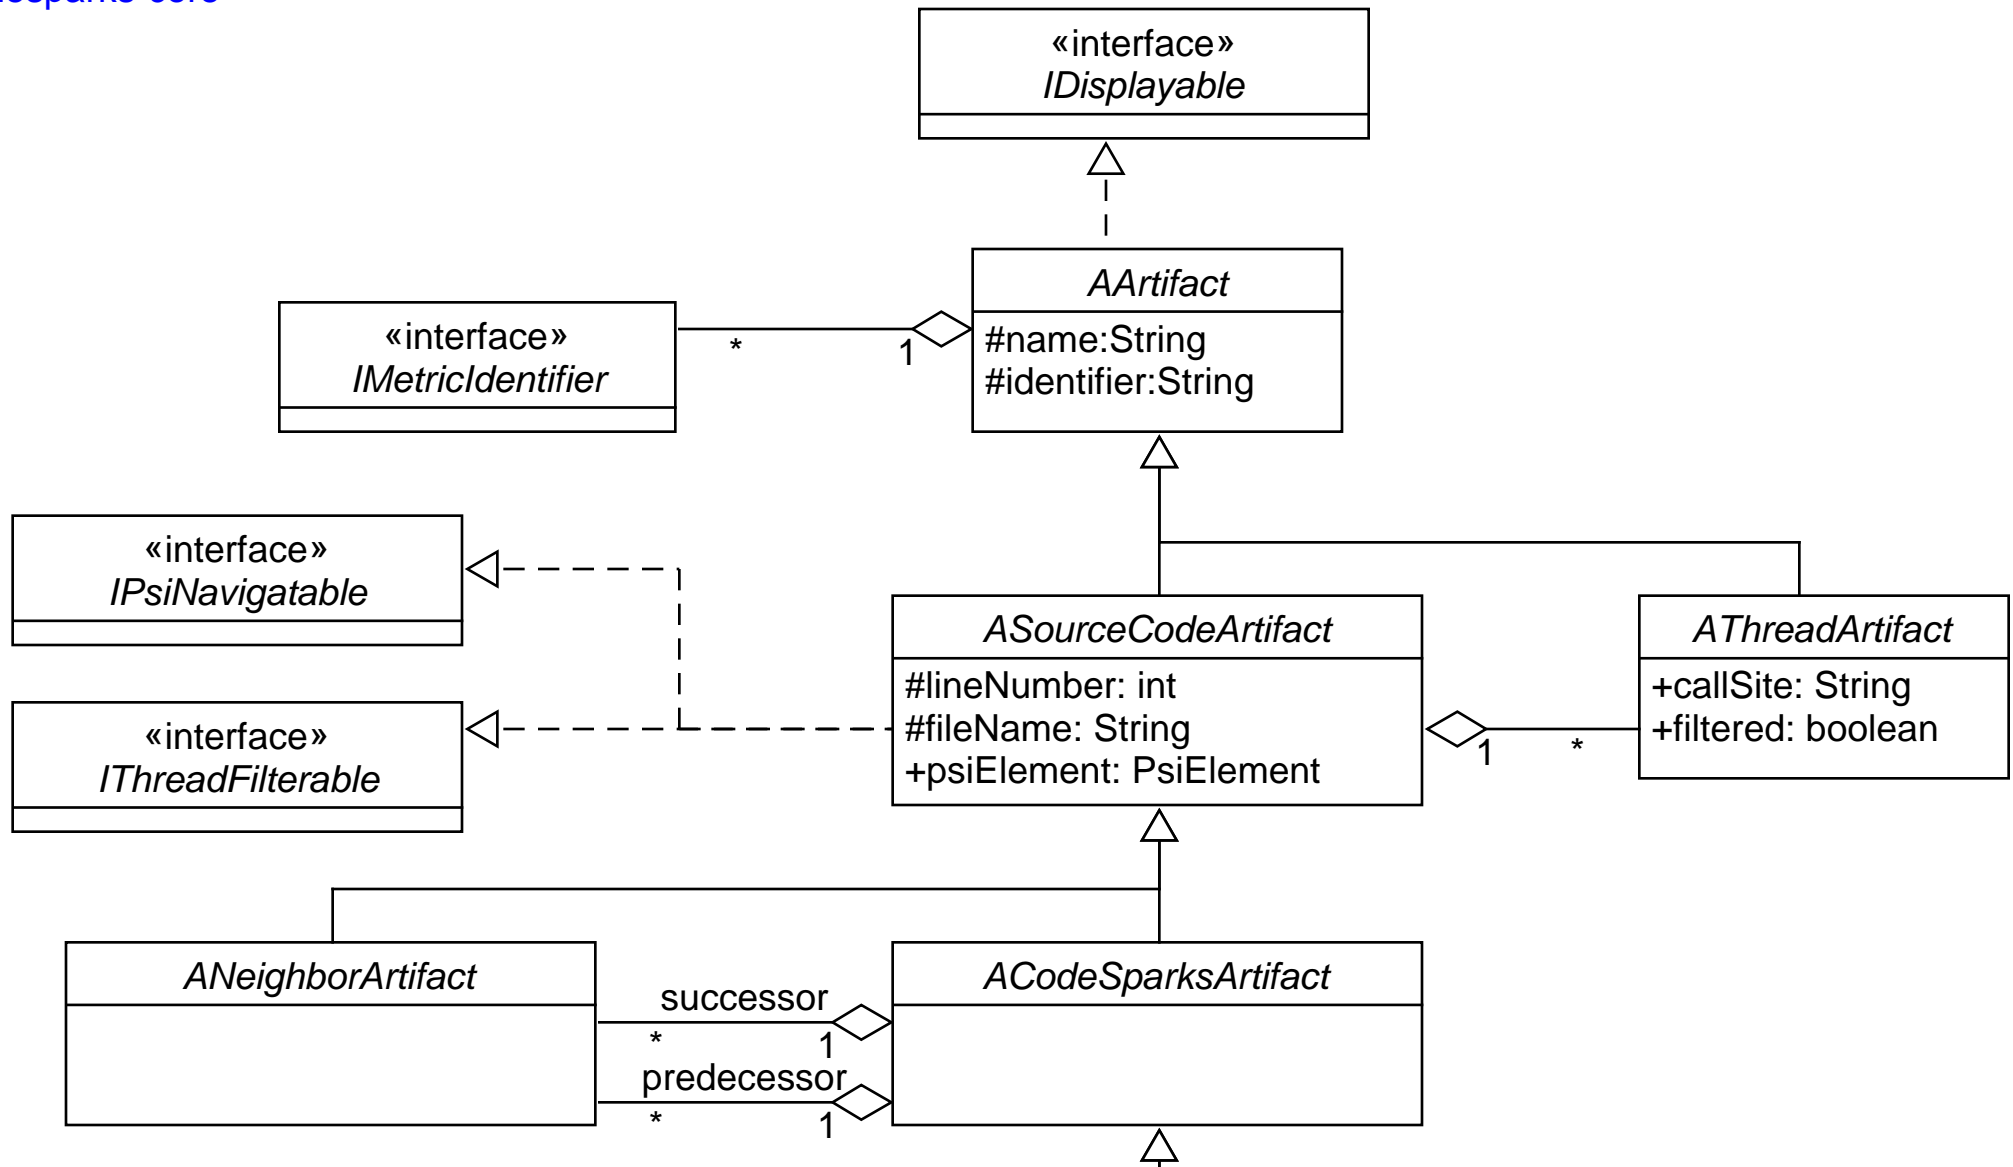 «interface»
IDisplayable
AArtifact
#name:String
#identifier:String
«interface»
IMetricIdentifier
*
1
«interface»
IPsiNavigatable
«interface»
IThreadFilterable
ASourceCodeArtifact
#lineNumber: int
#fileName: String
+psiElement: PsiElement
1
*
AThreadArtifact
+callSite: String
+filtered: boolean
ANeighborArtifact
successor
*
1
predecessor
*
1
ACodeSparksArtifact